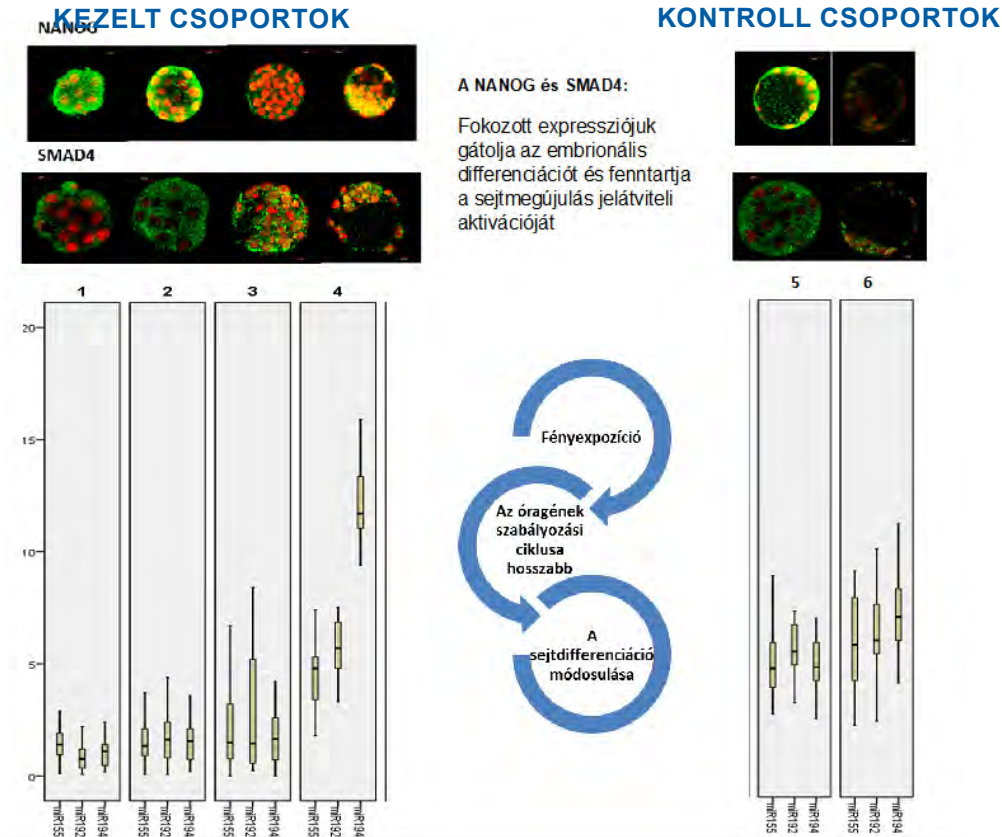 KEZELT CSOPORTOK
KONTROLL CSOPORTOK
NANOG
SMAD4
A NANOG és SMAD4:
Fokozott expressziójuk
gátolja az embrionális
differenciációt és fenntartja
a sejtmegújulás jelátviteli
aktivációját
1
2
3
4
5
6
20
15
10
5
0
Fényexpozíció
Az óragének
szabályozási
ciklusa
hosszabb
A
sejtdifferenciáció
módosulása
miR155
miR192
miR194
miR155
miR192
miR194
miR155
miR192
miR194
miR155
miR192
miR194
miR155
miR192
miR194
miR155
miR192
miR194